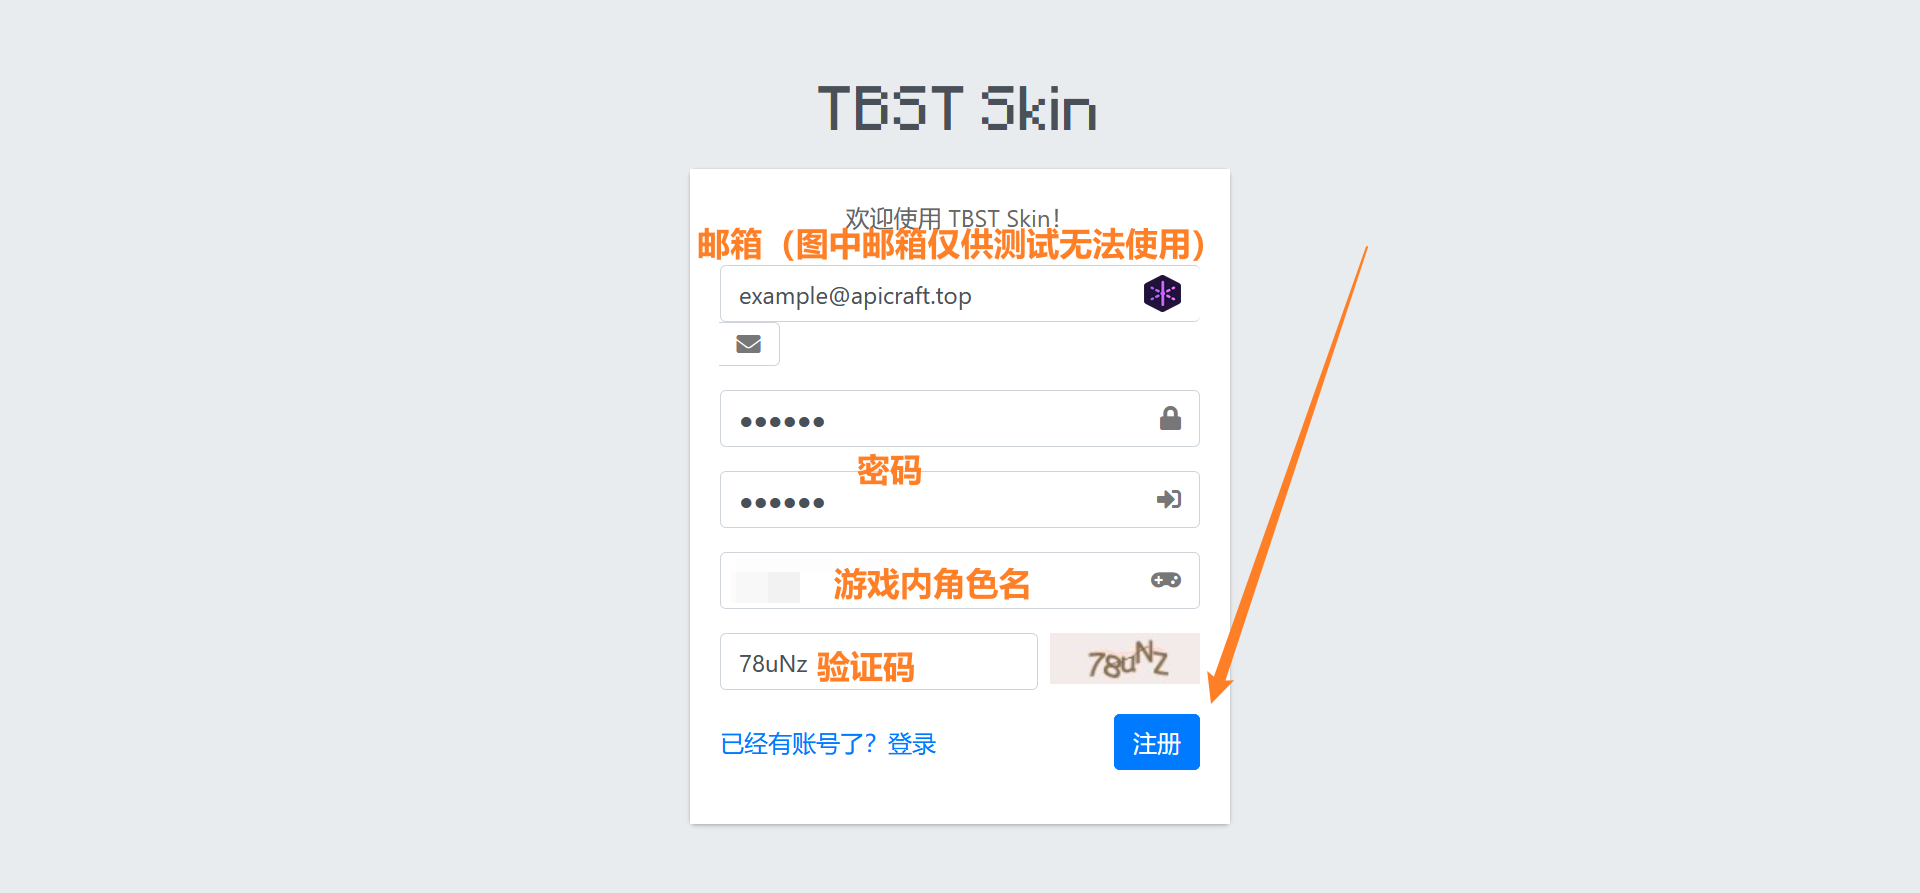 TBST Skin
欢迎使用 TBST Skin！
邮箱（图中邮箱仅供测试无法使用）
example@apicraft.top
●●●●●●
密码
●●●●●●
游戏内角色名
78uNz 验证码 78uNz
已经有账号了？登录 注册